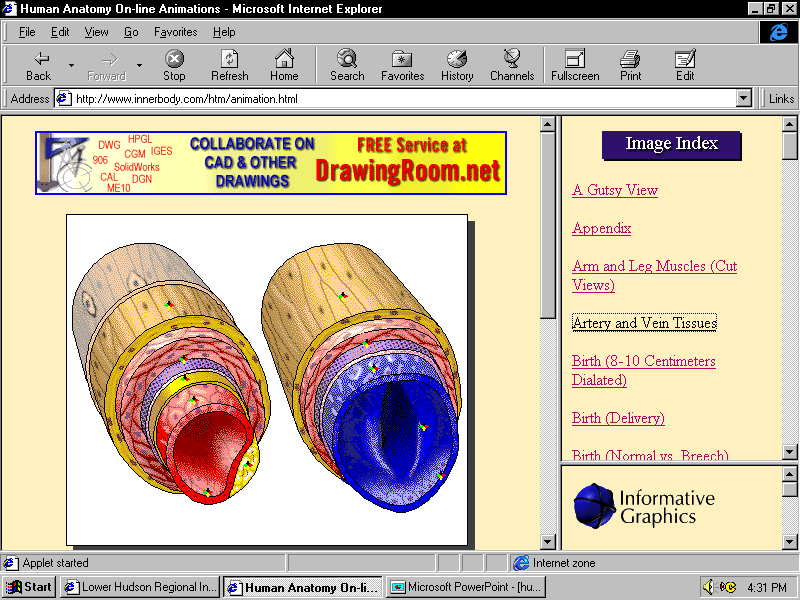 Human Anatomy On-line Animations - Microsoft Internet Explorer
File Edit View Go Favorites Help
Back Forward Stop Refresh Home Search Favorites History Channels Fullscreen Print Edit
Address http://www.innerbody.com/htm/animation.html Links
DWG HPGL
906 CGM IGES
SolidWorks
CAL DGN
ME10
COLLABORATE ON
CAD & OTHER
DRAWINGS
FREE Service at
DrawingRoom.net
Image Index
A Gutsy View
Appendix
Arm and Leg Muscles (Cut
Views)
Artery and Vein Tissues
Birth (8-10 Centimeters
Dialated)
Birth (Delivery)
Birth (Normal vs. Breech)
Informative
Graphics
Applet started Internet zone
Start Lower Hudson Regional In... Human Anatomy On-li... Microsoft PowerPoint - [hu... 4:31 PM